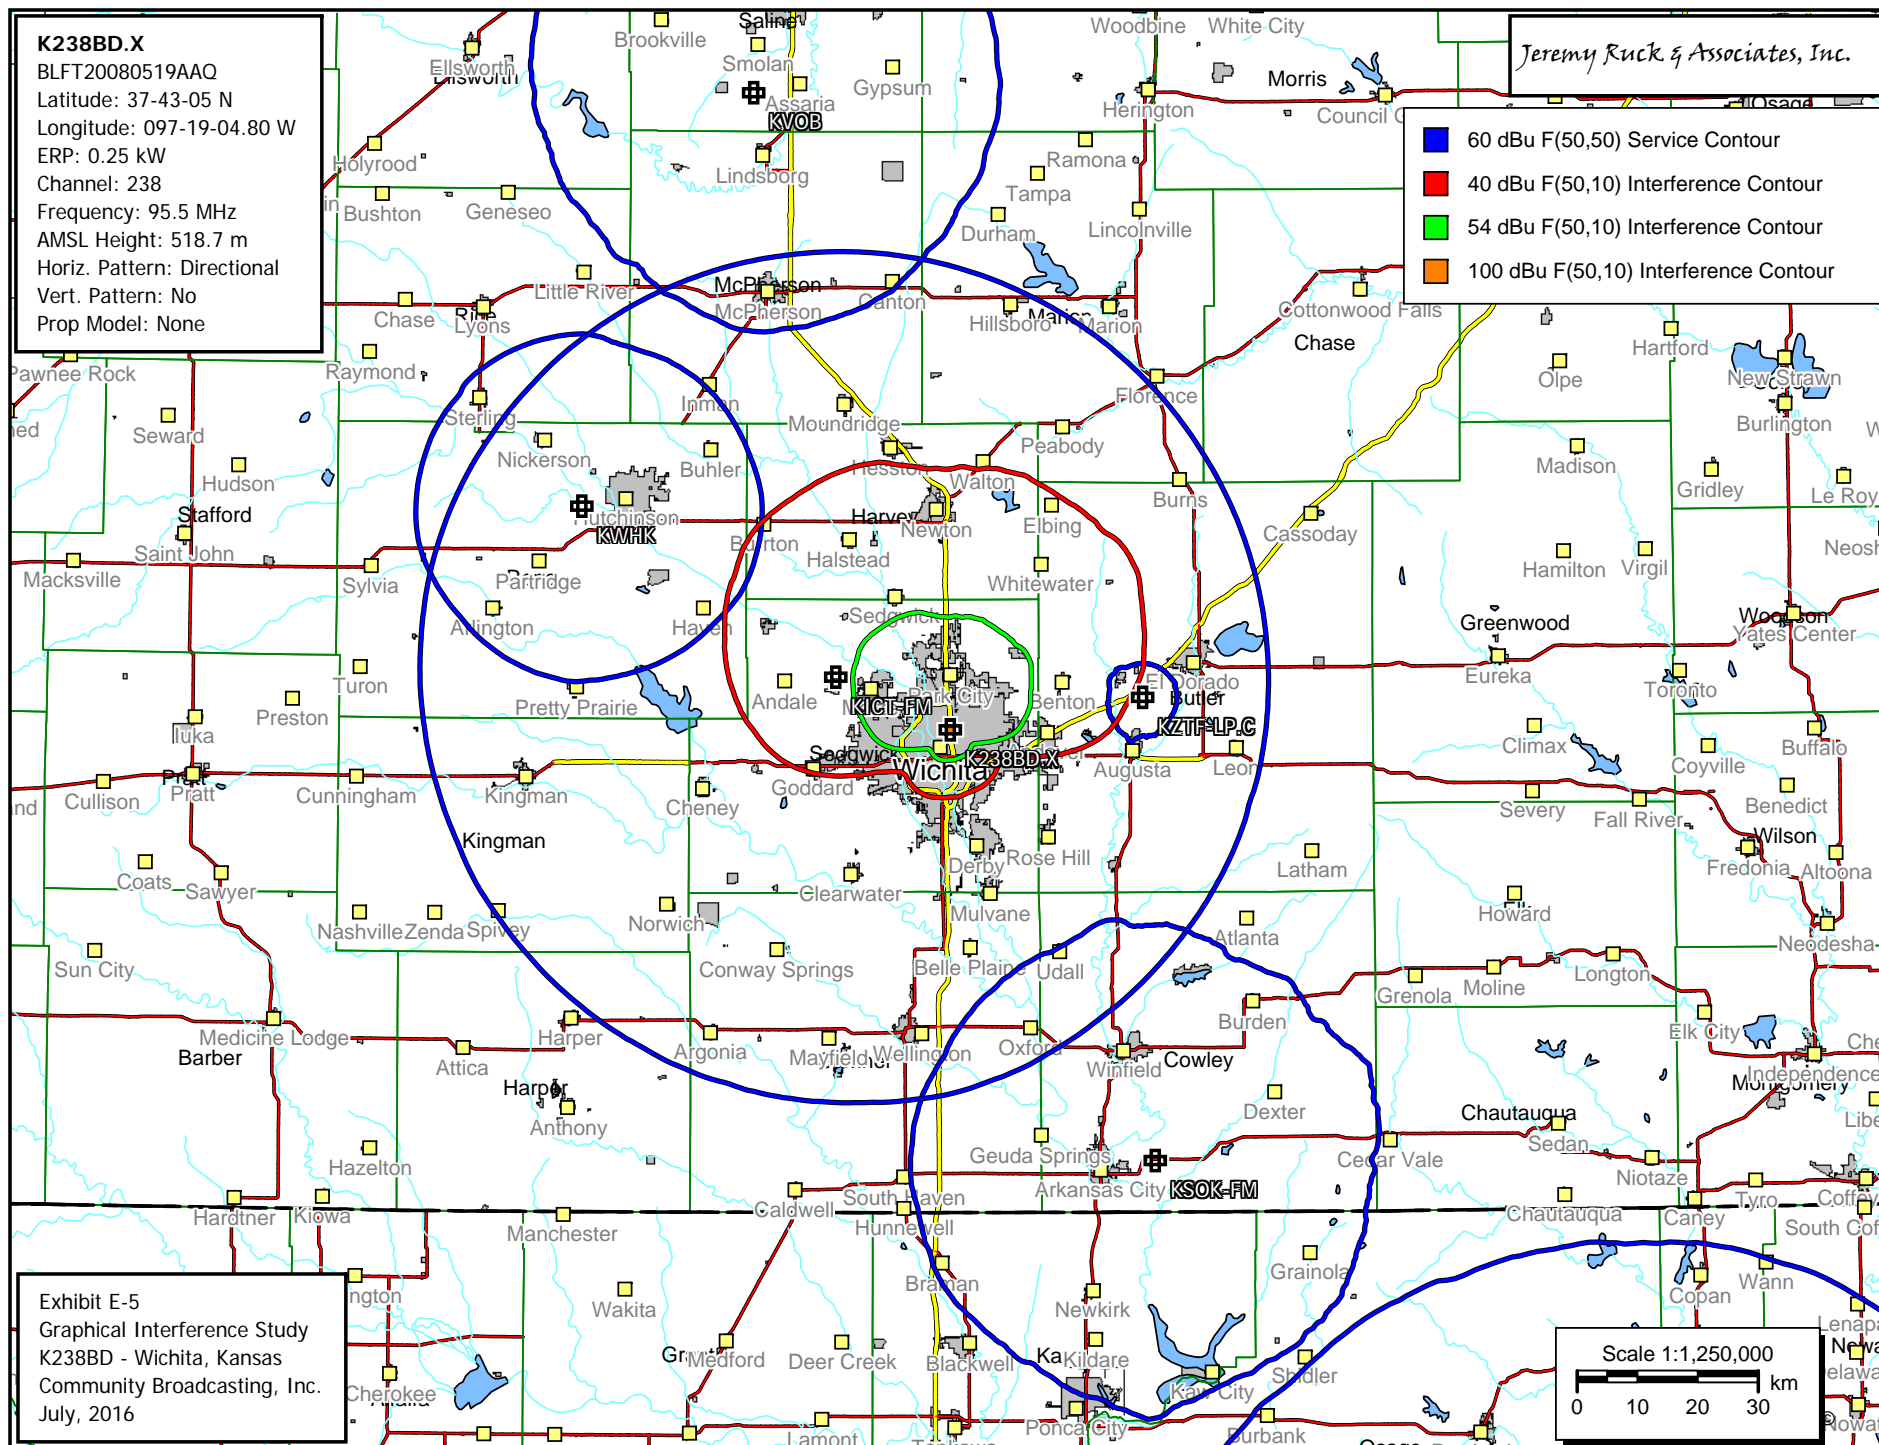 K238BD.X
BLFT20080519AAQ
Latitude: 37-43-05 N
Longitude: 097-19-04.80 W
ERP: 0.25 kW
Channel: 238
Frequency: 95.5 MHz
AMSL Height: 518.7 m
Horiz. Pattern: Directional
Vert. Pattern: No
Prop Model: None
Jeremy Ruck & Associates, Inc.
60 dBu F(50,50) Service Contour
40 dBu F(50,10) Interference Contour
54 dBu F(50,10) Interference Contour
100 dBu F(50,10) Interference Contour
Saline
Brookville
Smolan
Woodbine
White City
Ellsworth
Ellsworth
Assaria
Gypsum
KVOB
Herington
Morris
Council G
Osage
Holyrood
Lindsborg
Ramona
Tampa
Bushton
Geneseo
Durham
Lincolnville
Little River
McPherson
McPherson
Canton
Chase
Rice
Lyons
Hillsboro
Marion
Marion
Cottonwood Falls
Chase
Hartford
Pawnee Rock
Raymond
Inman
Florence
Olpe
New Strawn
Burlington
Seward
Sterling
Moundridge
Peabody
Nickerson
Buhler
Hesston
Walton
Madison
Gridley
Le Roy
Hudson
Stafford
Saint John
Hutchinson
KWHK
Burrton
Harvey
Newton
Halstead
Elbing
Burns
Cassoday
Hamilton
Virgil
Neosh
Macksville
Sylvia
Partridge
Whitewater
Arlington
Haven
Sedgwick
Greenwood
Woodson
Yates Center
Turon
Preston
Pretty Prairie
Andale
Park City
KICT-FM
Benton
El Dorado
Butler
KZTF-LP.C
Eureka
Toronto
Iuka
Pratt
Pratt
Cullison
Cunningham
Kingman
Cheney
Goddard
Sedgwick
Wichita
K238BD.X
Augusta
Leon
Climax
Coyville
Buffalo
Benedict
Severy
Fall River
Wilson
Fredonia
Altoona
Kingman
Coats
Sawyer
Clearwater
Derby
Rose Hill
Latham
Mulvane
Nashville
Zenda
Spivey
Norwich
Howard
Atlanta
Neodesha
Sun City
Conway Springs
Belle Plaine
Udall
Grenola
Moline
Longton
Medicine Lodge
Barber
Harper
Attica
Argonia
Mayfield
Wellington
Oxford
Winfield
Cowley
Burden
Elk City
Independence
Montgomery
Harper
Anthony
Dexter
Chautauqua
Sedan
Hazelton
Geuda Springs
Cedar Vale
Niotaze
Arkansas City
KSOK-FM
Tyro
Hardtner
Kiowa
Caldwell
South Haven
Hunnewell
Chautauqua
Caney
South Cof
Manchester
Grainola
Wann
Braman
Wakita
Newkirk
Copan
Lenapa
Medford
Deer Creek
Blackwell
Kildare
Kaw City
Shidler
Cherokee
Lamont
Ponca City
Burbank
Exhibit E-5
Graphical Interference Study
K238BD - Wichita, Kansas
Community Broadcasting, Inc.
July, 2016
Scale 1:1,250,000
km
0 10 20 30